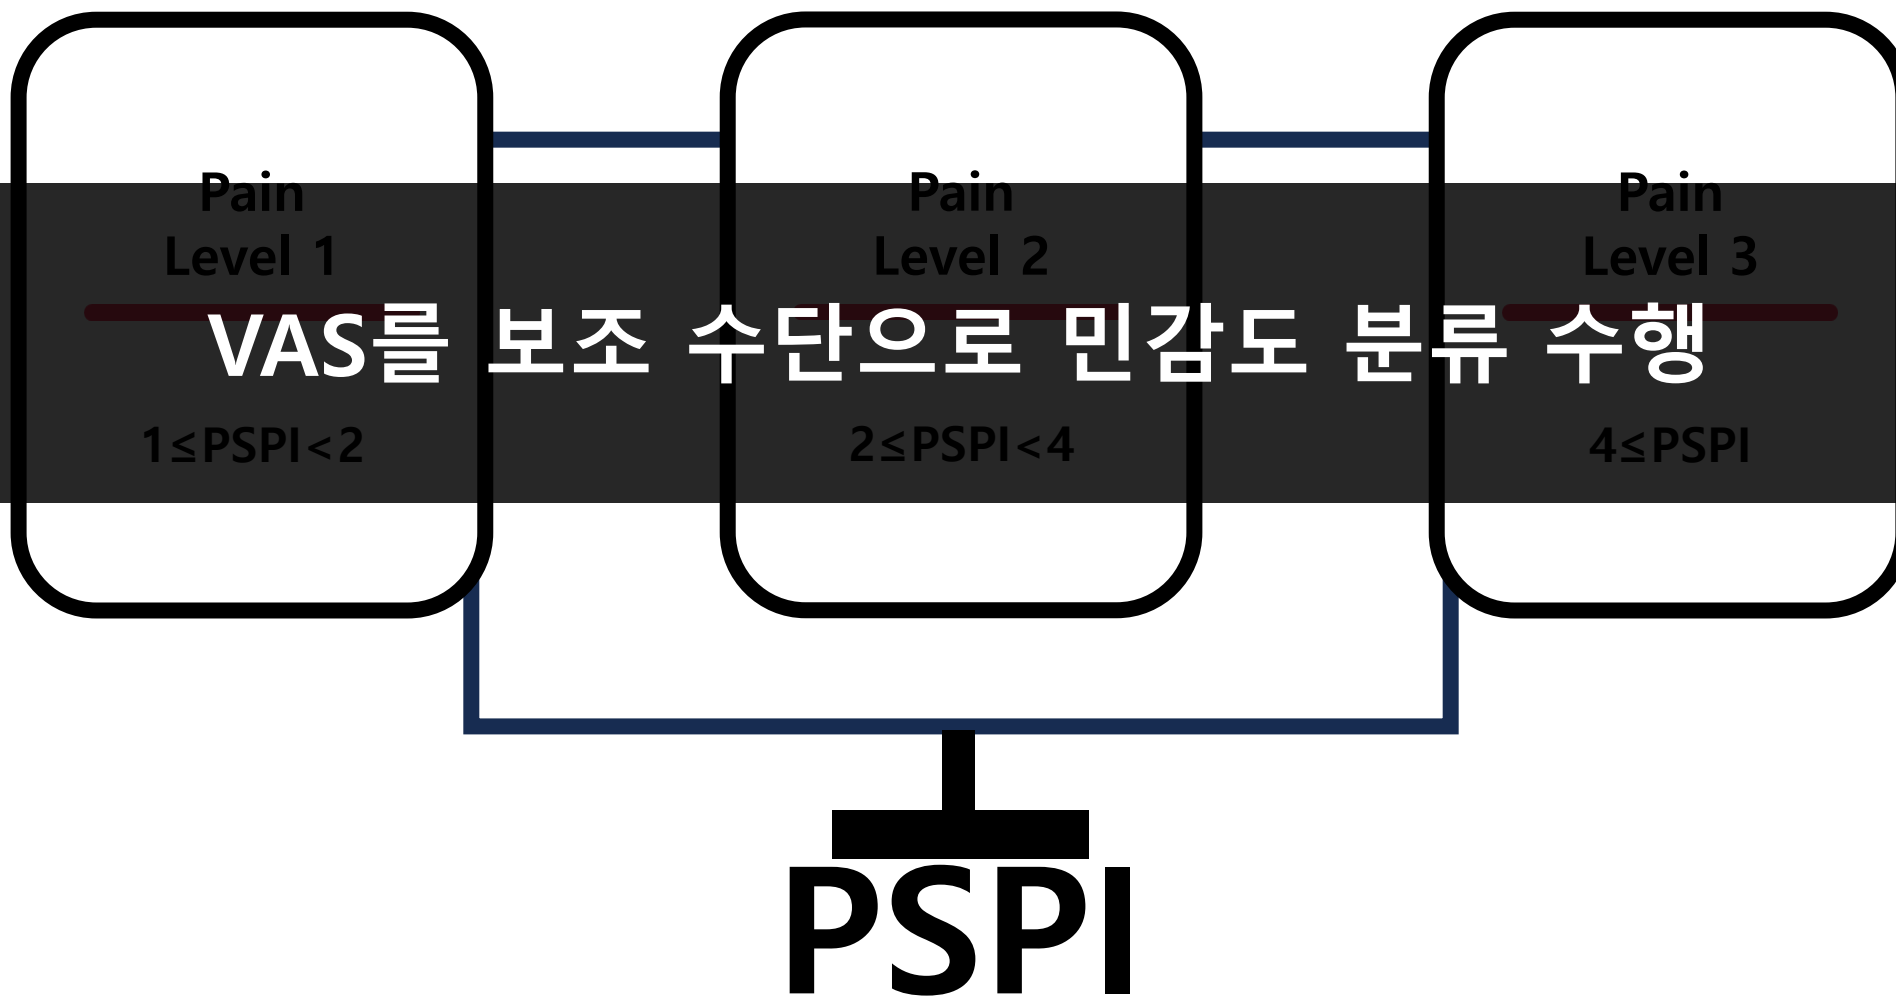 Pain
Level 1
Pain
Level 2
Pain
Level 3
VAS를 보조 수단으로 민감도 분류 수행
1≤PSPI<2
2≤PSPI<4
4≤PSPI
PSPI